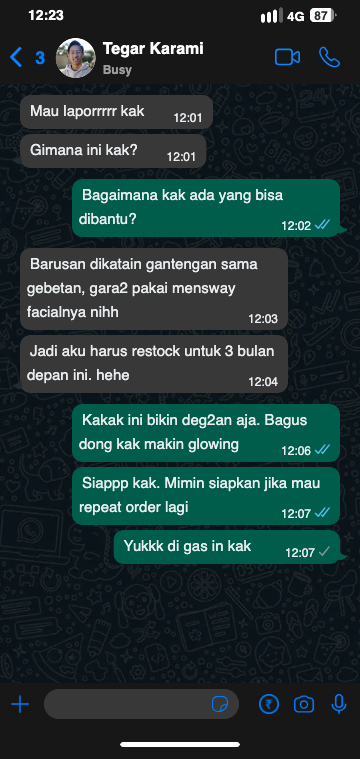 12:23
4G 87
3
Tegar Karami
Busy
Mau laporrrrr kak
12:01
Gimana ini kak?
12:01
Bagaimana kak ada yang bisa
dibantu?
12:02
Barusan dikatain gantengan sama
gebetan, gara2 pakai mensway
facialnya nihh
12:03
Jadi aku harus restock untuk 3 bulan
depan ini. hehe
12:04
Kakak ini bikin deg2an aja. Bagus
dong kak makin glowing
12:06
Siappp kak. Mimin siapkan jika mau
repeat order lagi
12:07
Yukkk di gas in kak
12:07